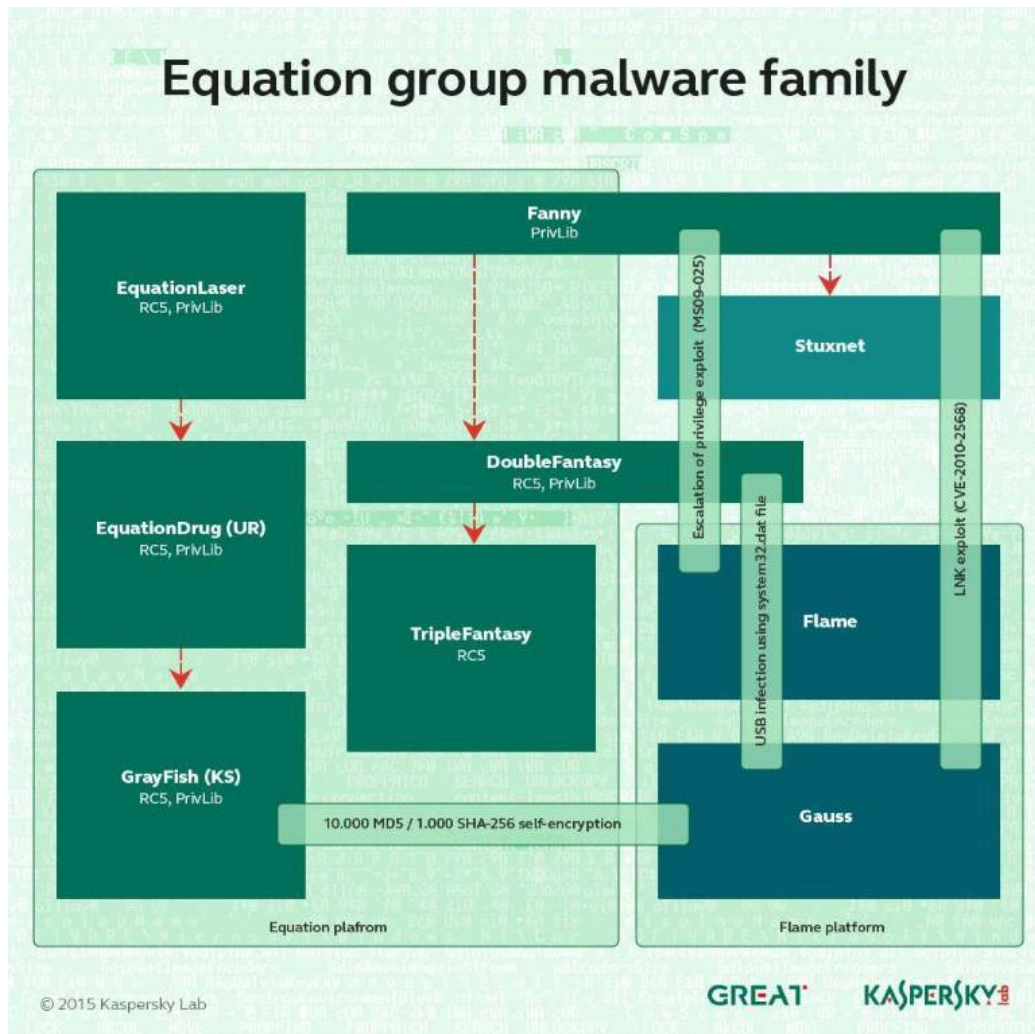 Equation group malware family
Fanny
PrivLib
EquationLaser
RC5, PrivLib
Escalation of privilege exploit (MS09-025)
Stuxnet
LNK exploit (CVE-2010-2568)
DoubleFantasy
RC5, PrivLib
EquationDrug (UR)
RC5, PrivLib
USB infection using system32.dat file
TripleFantasy
RC5
Flame
GrayFish (KS)
RC5, PrivLib
10.000 MD5 / 1.000 SHA-256 self-encryption
Gauss
Equation plafrom
Flame platform
© 2015 Kaspersky Lab
GREAT
KASPERSKY lab